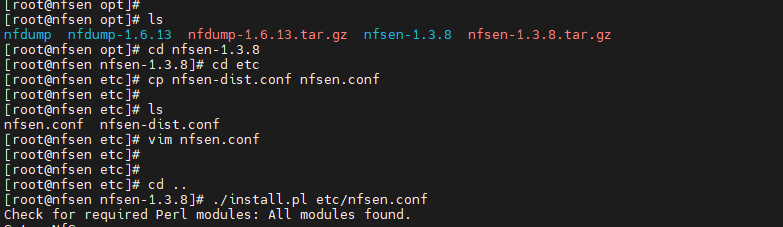 [root@nfsen opt]#
[root@nfsen opt]# ls
nfdump  nfdump-1.6.13  nfdump-1.6.13.tar.gz  nfsen-1.3.8  nfsen-1.3.8.tar.gz
[root@nfsen opt]# cd nfsen-1.3.8
[root@nfsen nfsen-1.3.8]# cd etc
[root@nfsen etc]# cp nfsen-dist.conf nfsen.conf
[root@nfsen etc]#
[root@nfsen etc]# ls
nfsen.conf  nfsen-dist.conf
[root@nfsen etc]# vim nfsen.conf
[root@nfsen etc]#
[root@nfsen etc]#
[root@nfsen etc]# cd ..
[root@nfsen nfsen-1.3.8]# ./install.pl etc/nfsen.conf
Check for required Perl modules: All modules found.